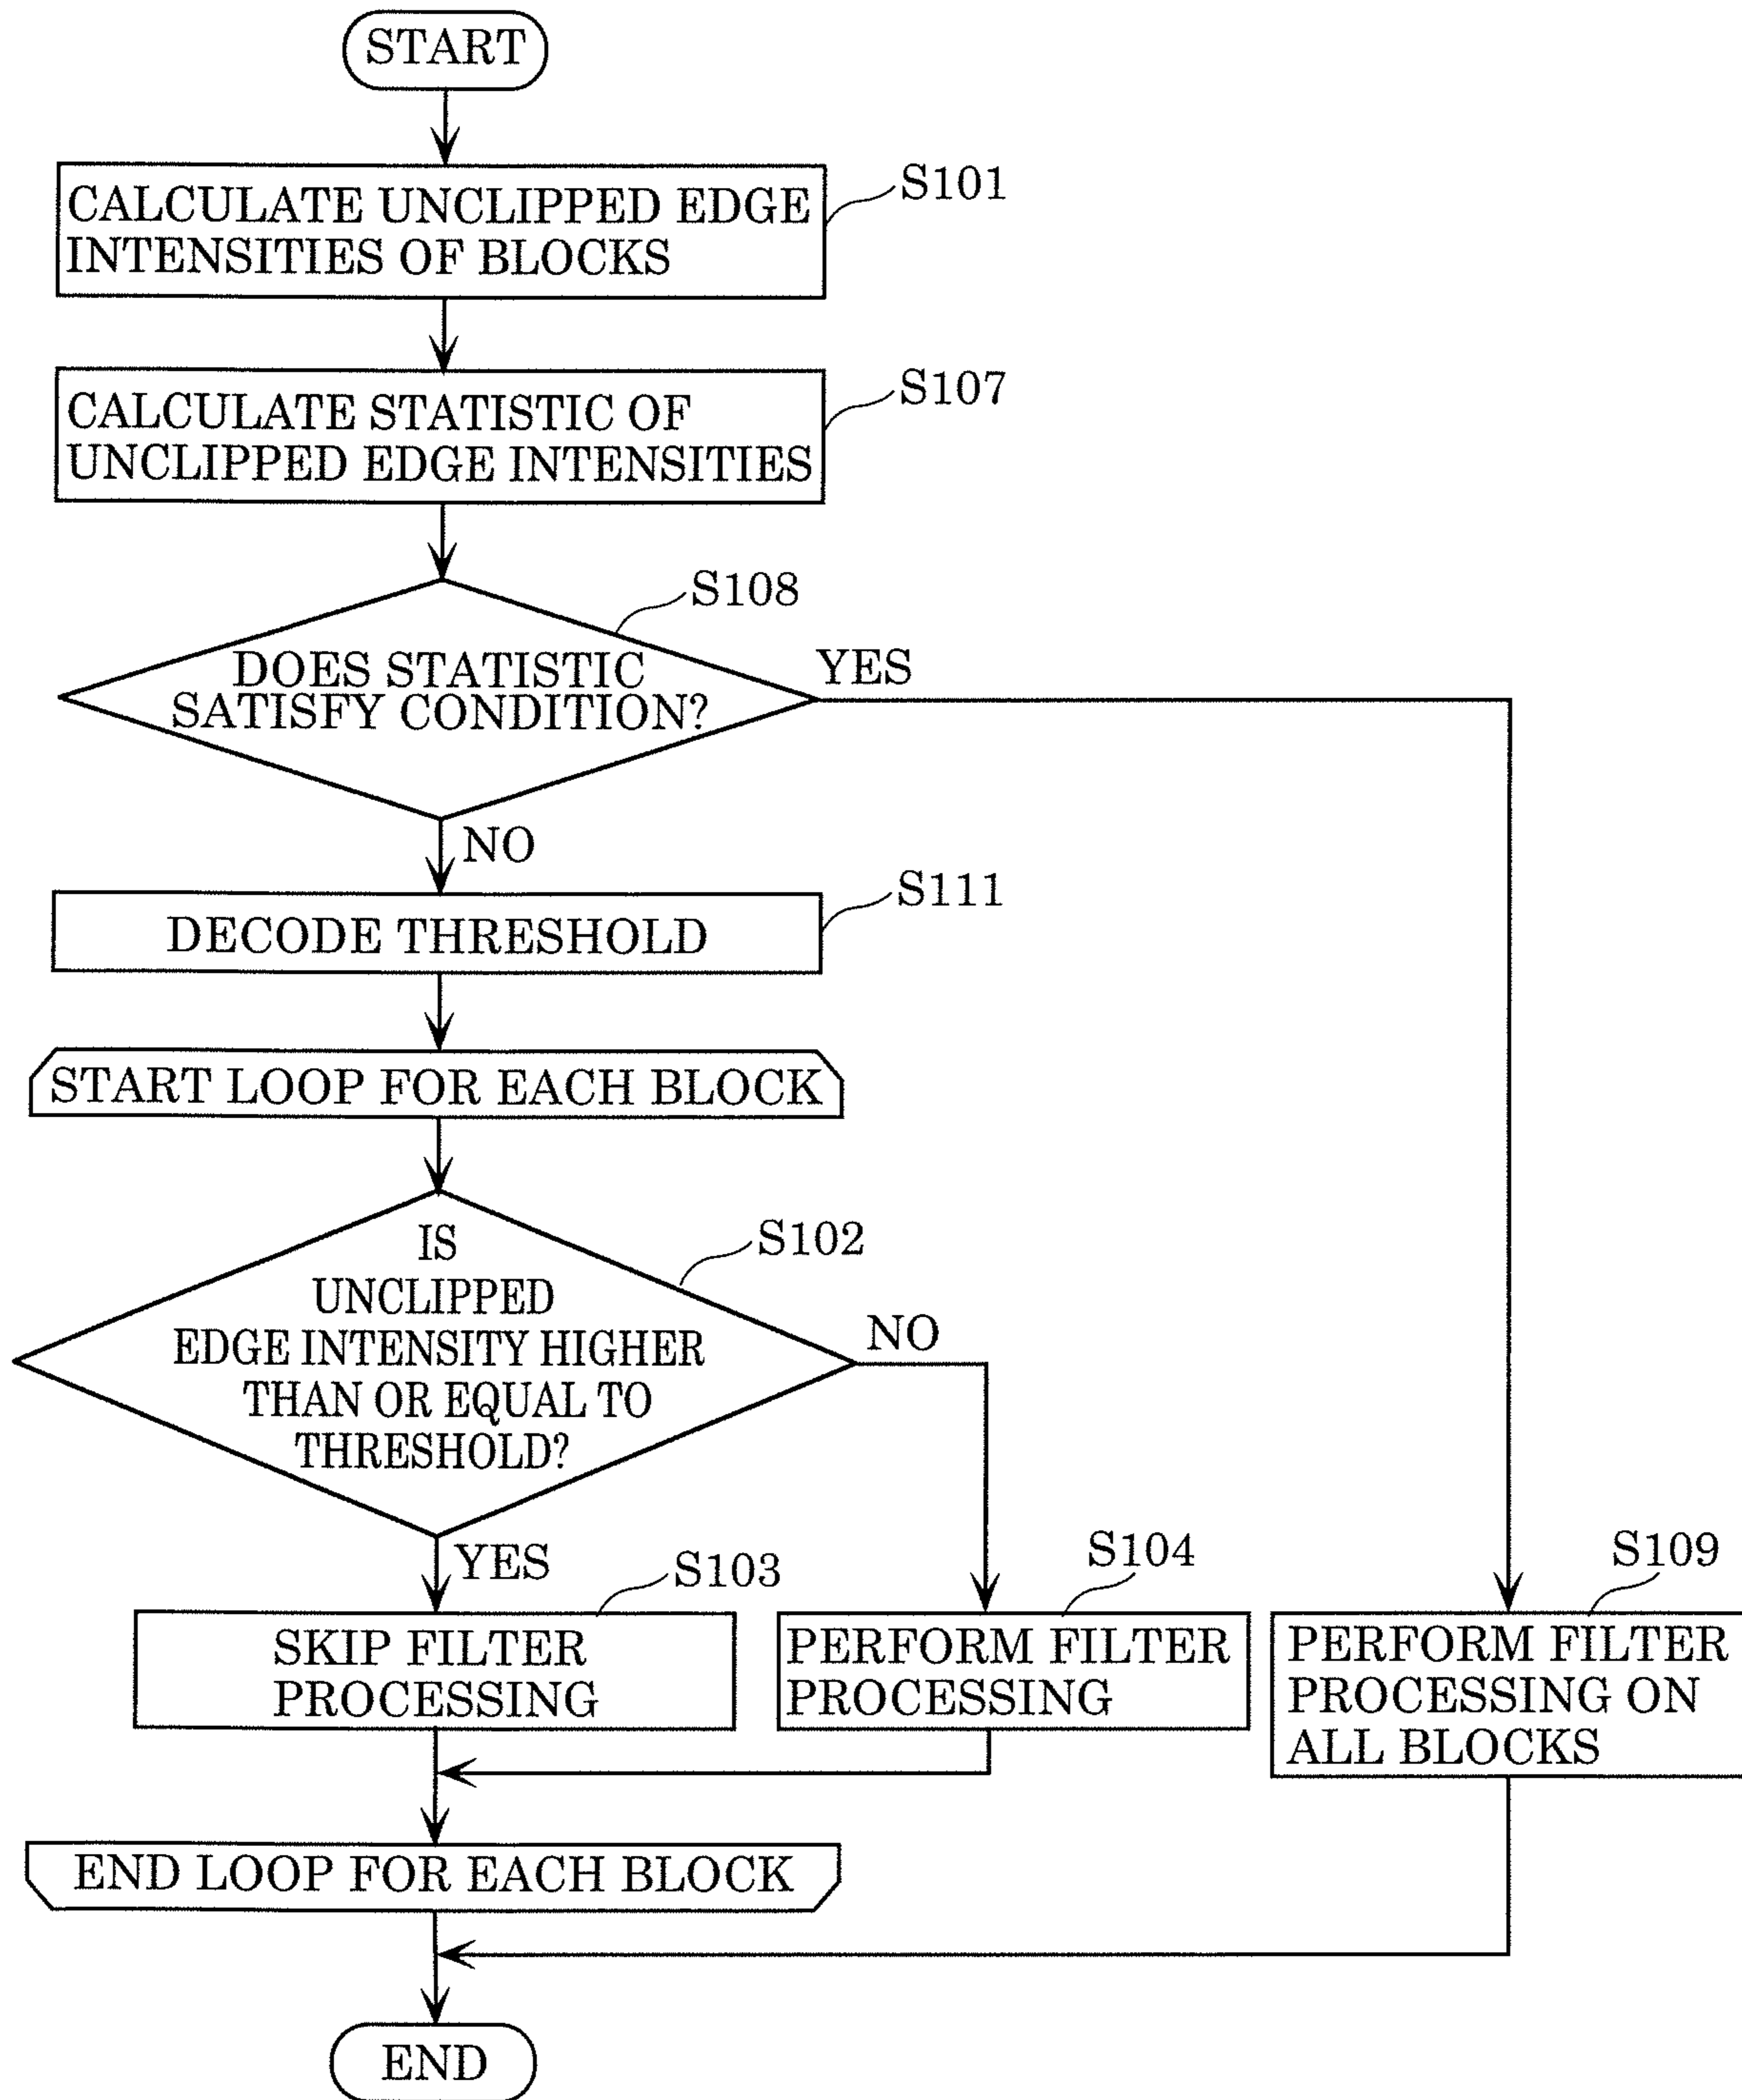 START
CALCULATE UNCLIPPED EDGE
INTENSITIES OF BLOCKS
S101
CALCULATE STATISTIC OF
UNCLIPPED EDGE INTENSITIES
S107
S108
DOES STATISTIC
SATISFY CONDITION?
YES
NO
DECODE THRESHOLD
S111
START LOOP FOR EACH BLOCK
S102
IS
UNCLIPPED
EDGE INTENSITY HIGHER
THAN OR EQUAL TO
THRESHOLD?
NO
YES
S103
SKIP FILTER
PROCESSING
S104
PERFORM FILTER
PROCESSING
S109
PERFORM FILTER
PROCESSING ON
ALL BLOCKS
END LOOP FOR EACH BLOCK
END